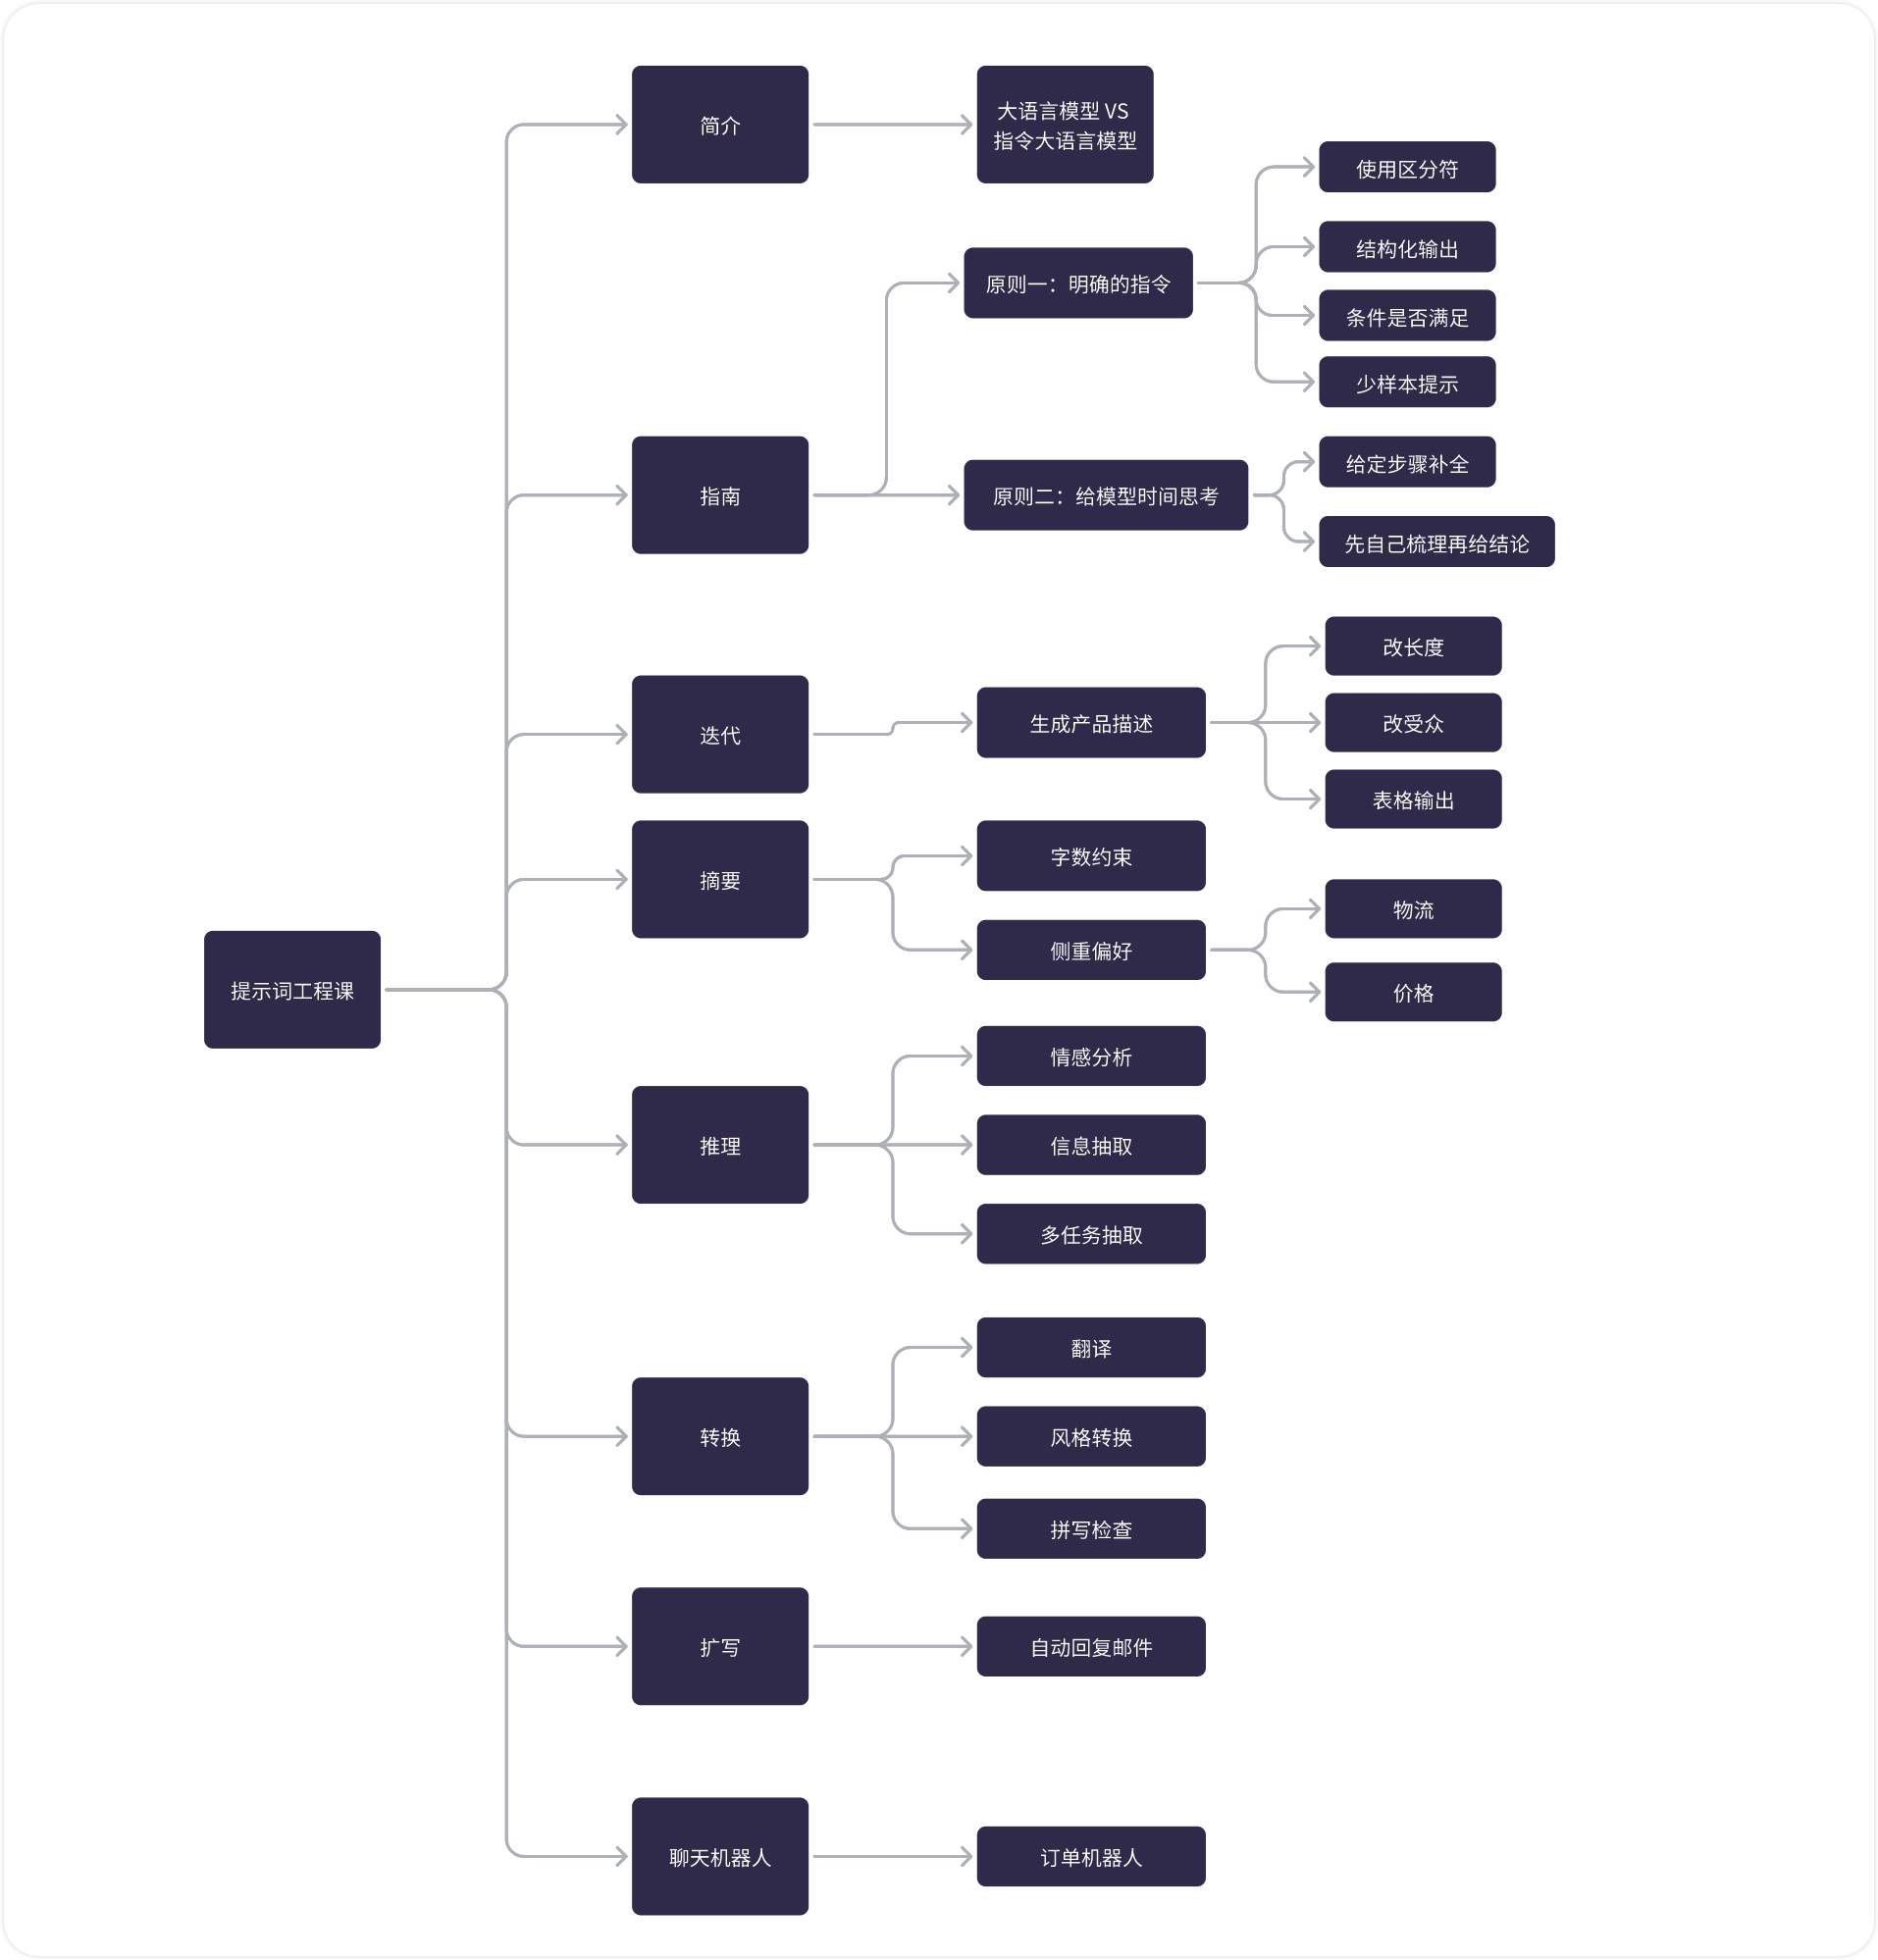 提示词工程课
简介
大语言模型 VS
指令大语言模型
指南
原则一：明确的指令
使用区分符
结构化输出
条件是否满足
少样本提示
原则二：给模型时间思考
给定步骤补全
先自己梳理再给结论
迭代
生成产品描述
改长度
改受众
表格输出
摘要
字数约束
侧重偏好
物流
价格
推理
情感分析
信息抽取
多任务抽取
转换
翻译
风格转换
拼写检查
扩写
自动回复邮件
聊天机器人
订单机器人